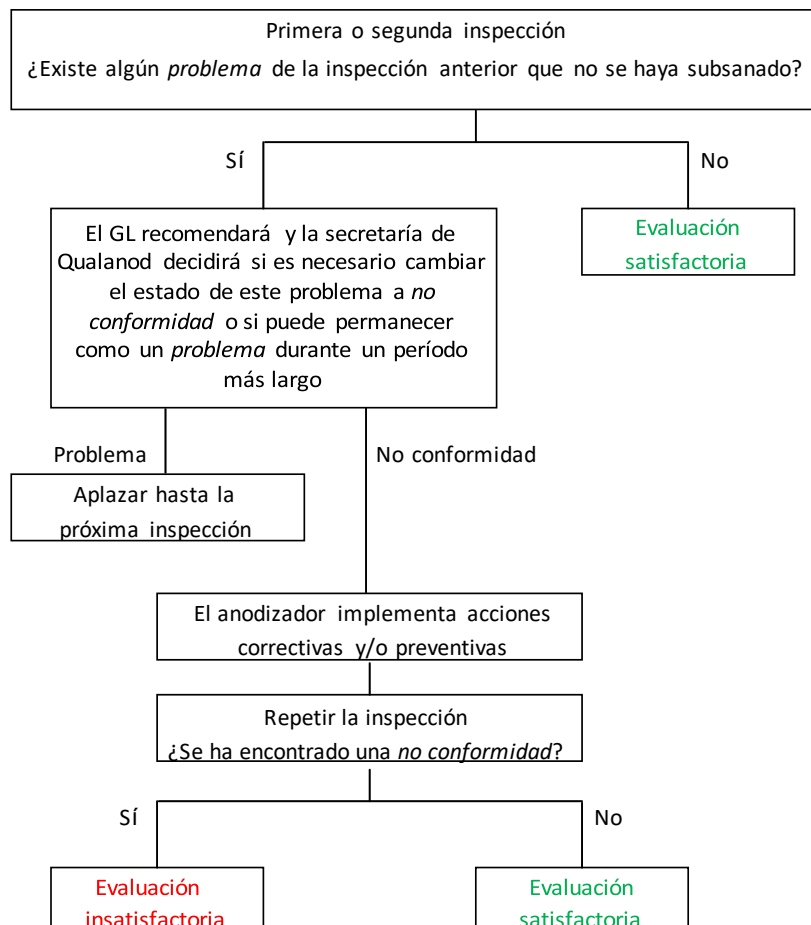 Primera o segunda inspección
¿Existe algún problema de la inspección anterior que no se haya subsanado?
Sí
No
El GL recomendará y la secretaría de
Qualanod decidirá si es necesario cambiar
el estado de este problema a no
conformidad o si puede permanecer
como un problema durante un período
más largo
Evaluación
satisfactoria
Problema
No conformidad
Aplazar hasta la
próxima inspección
El anodizador implementa acciones
correctivas y/o preventivas
Repetir la inspección
¿Se ha encontrado una no conformidad?
Sí
No
Evaluación
insatisfactoria
Evaluación
satisfactoria